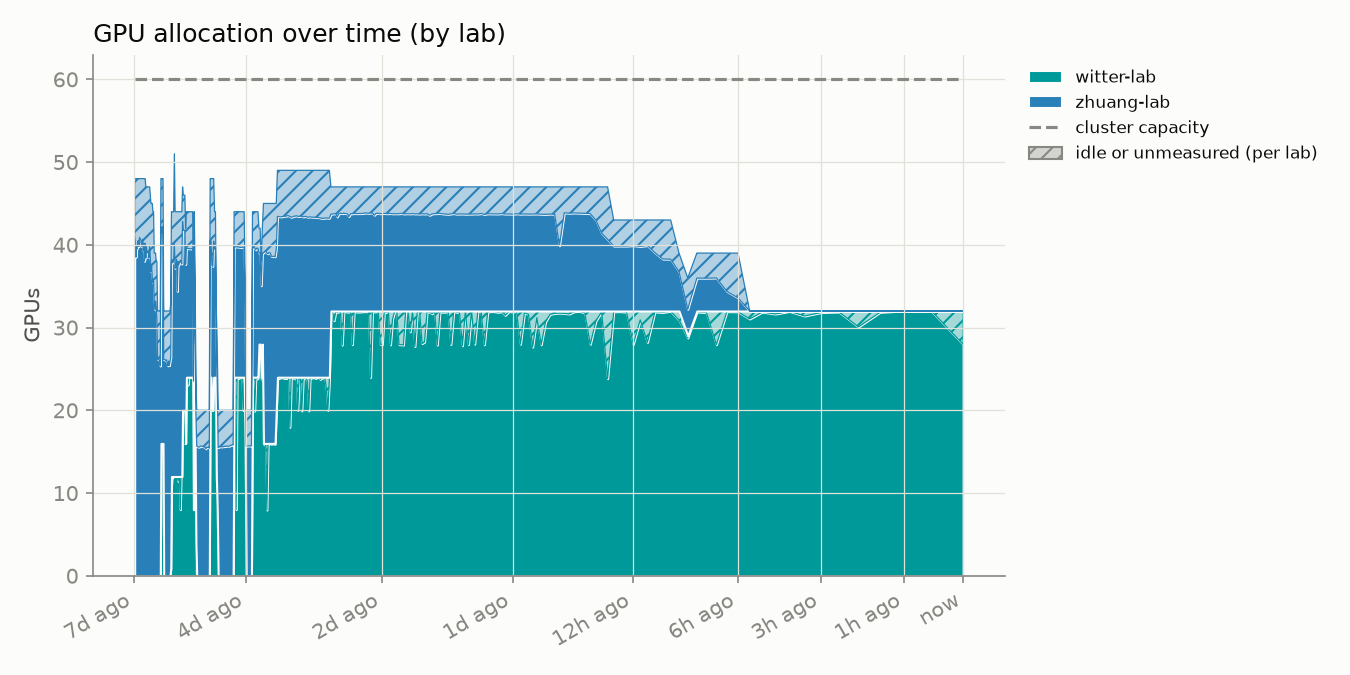 GPU allocation over time (by lab)
witter-lab
zhuang-lab
cluster capacity
idle or unmeasured (per lab)
GPUs
60
50
40
30
20
10
0
7d ago
4d ago
2d ago
1d ago
12h ago
6h ago
3h ago
1h ago
now